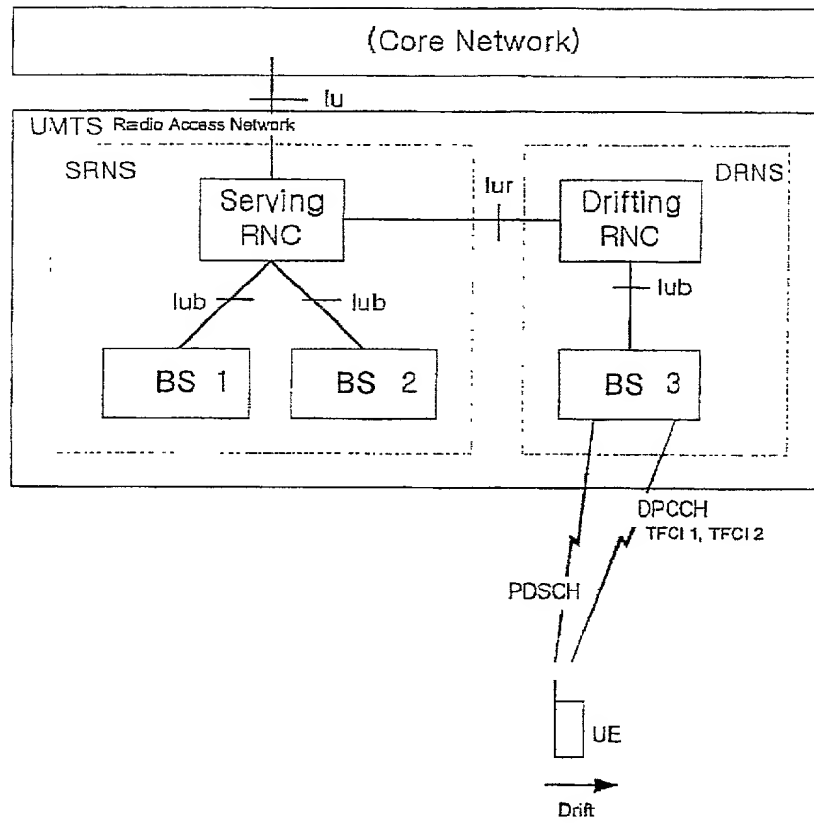 (Core Network)
Iu
UMTS Radio Access Network
SRNS
DRNS
Serving
RNC
Iur
Drifting
RNC
Iub
Iub
Iub
BS 1
BS 2
BS 3
DPCCH
TFCI 1, TFCI 2
PDSCH
UE
Drift